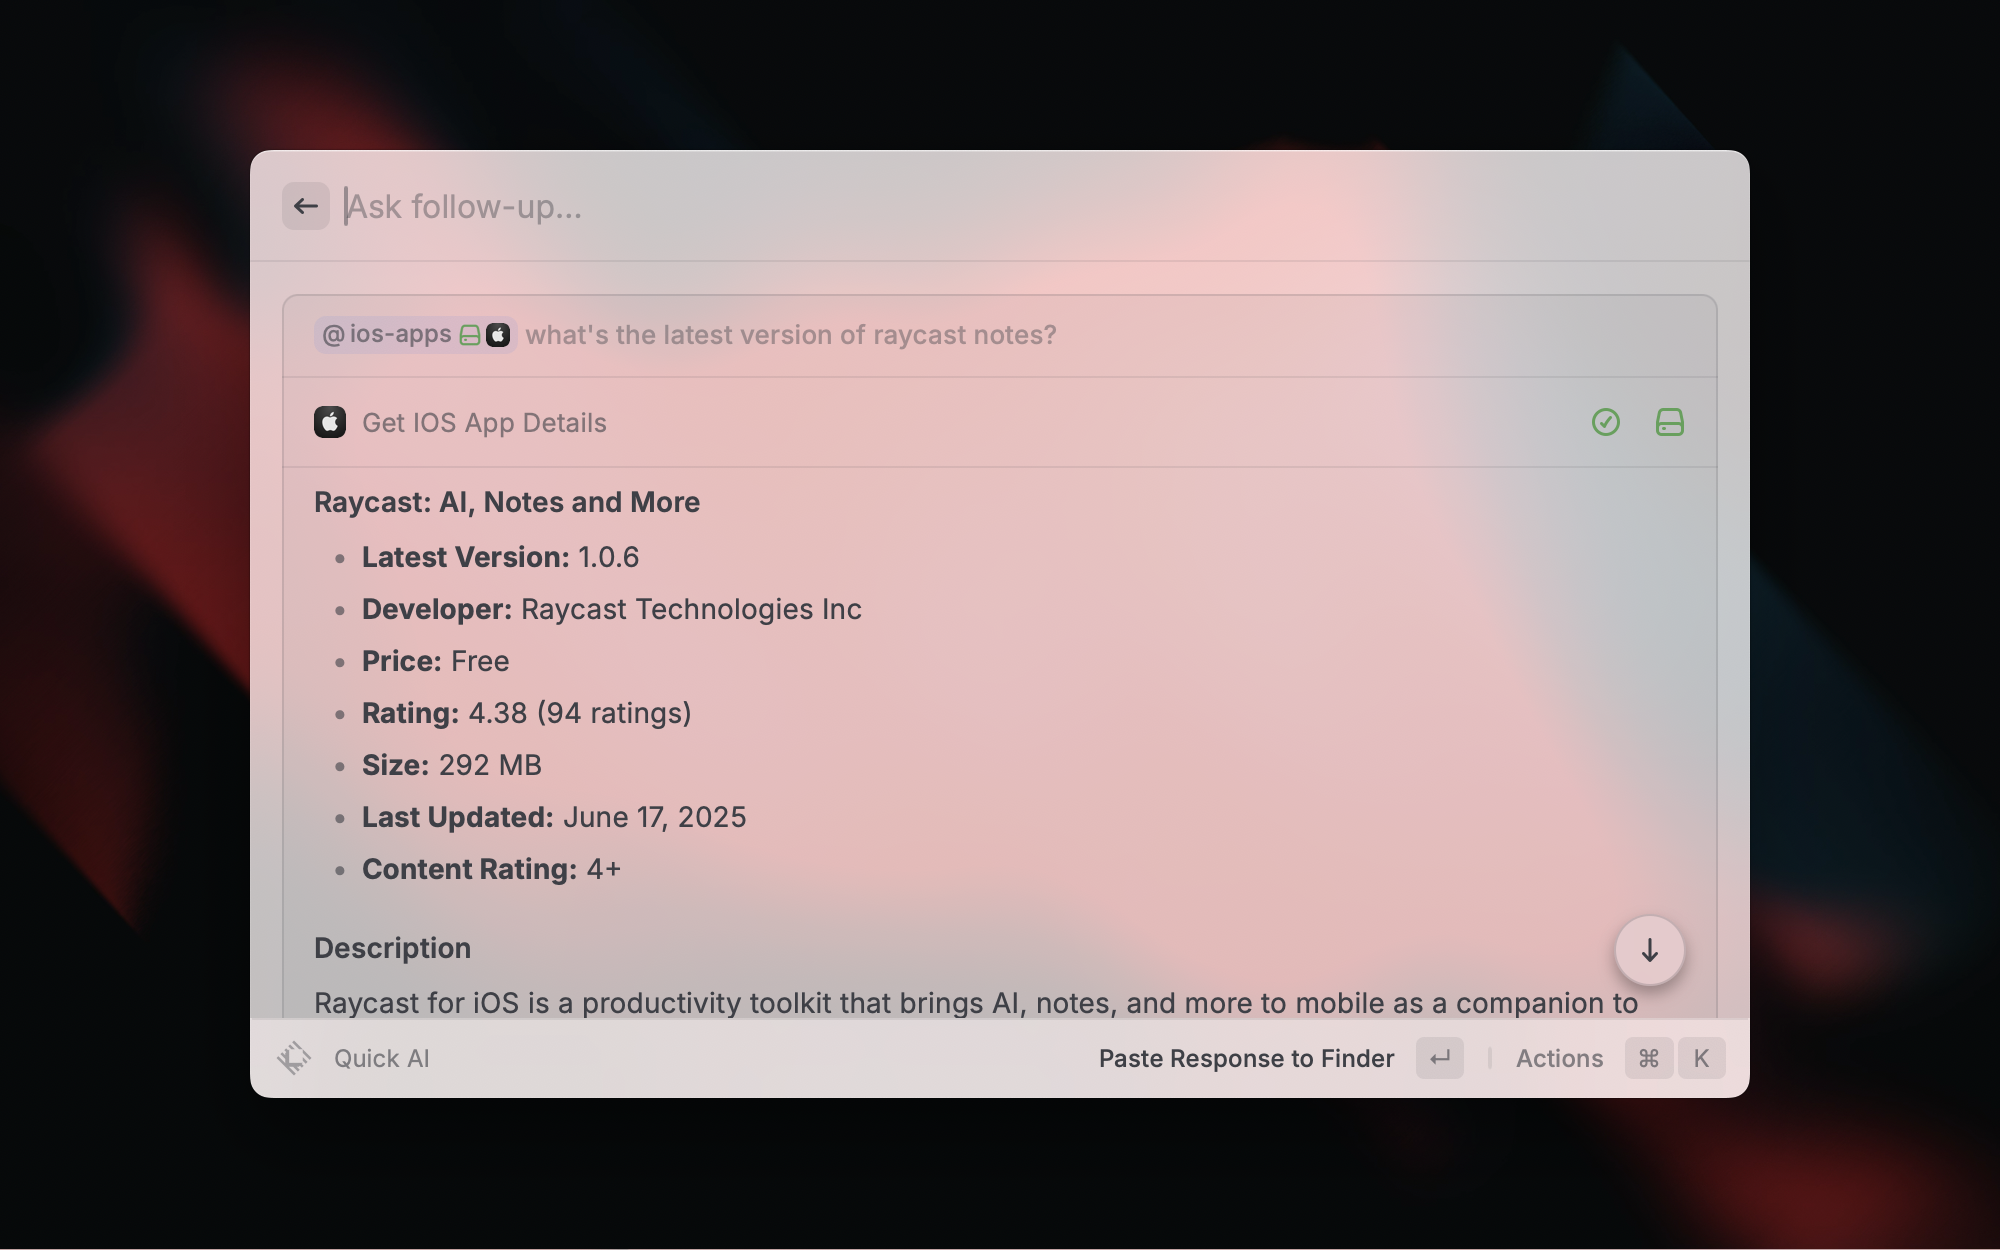 Ask follow-up...
@ios-apps what's the latest version of raycast notes?
Get IOS App Details
Raycast: AI, Notes and More
• Latest Version: 1.0.6
• Developer: Raycast Technologies Inc
• Price: Free
• Rating: 4.38 (94 ratings)
• Size: 292 MB
• Last Updated: June 17, 2025
• Content Rating: 4+
Description
Raycast for iOS is a productivity toolkit that brings AI, notes, and more to mobile as a companion to
Quick AI Paste Response to Finder ↵ Actions ⌘ K